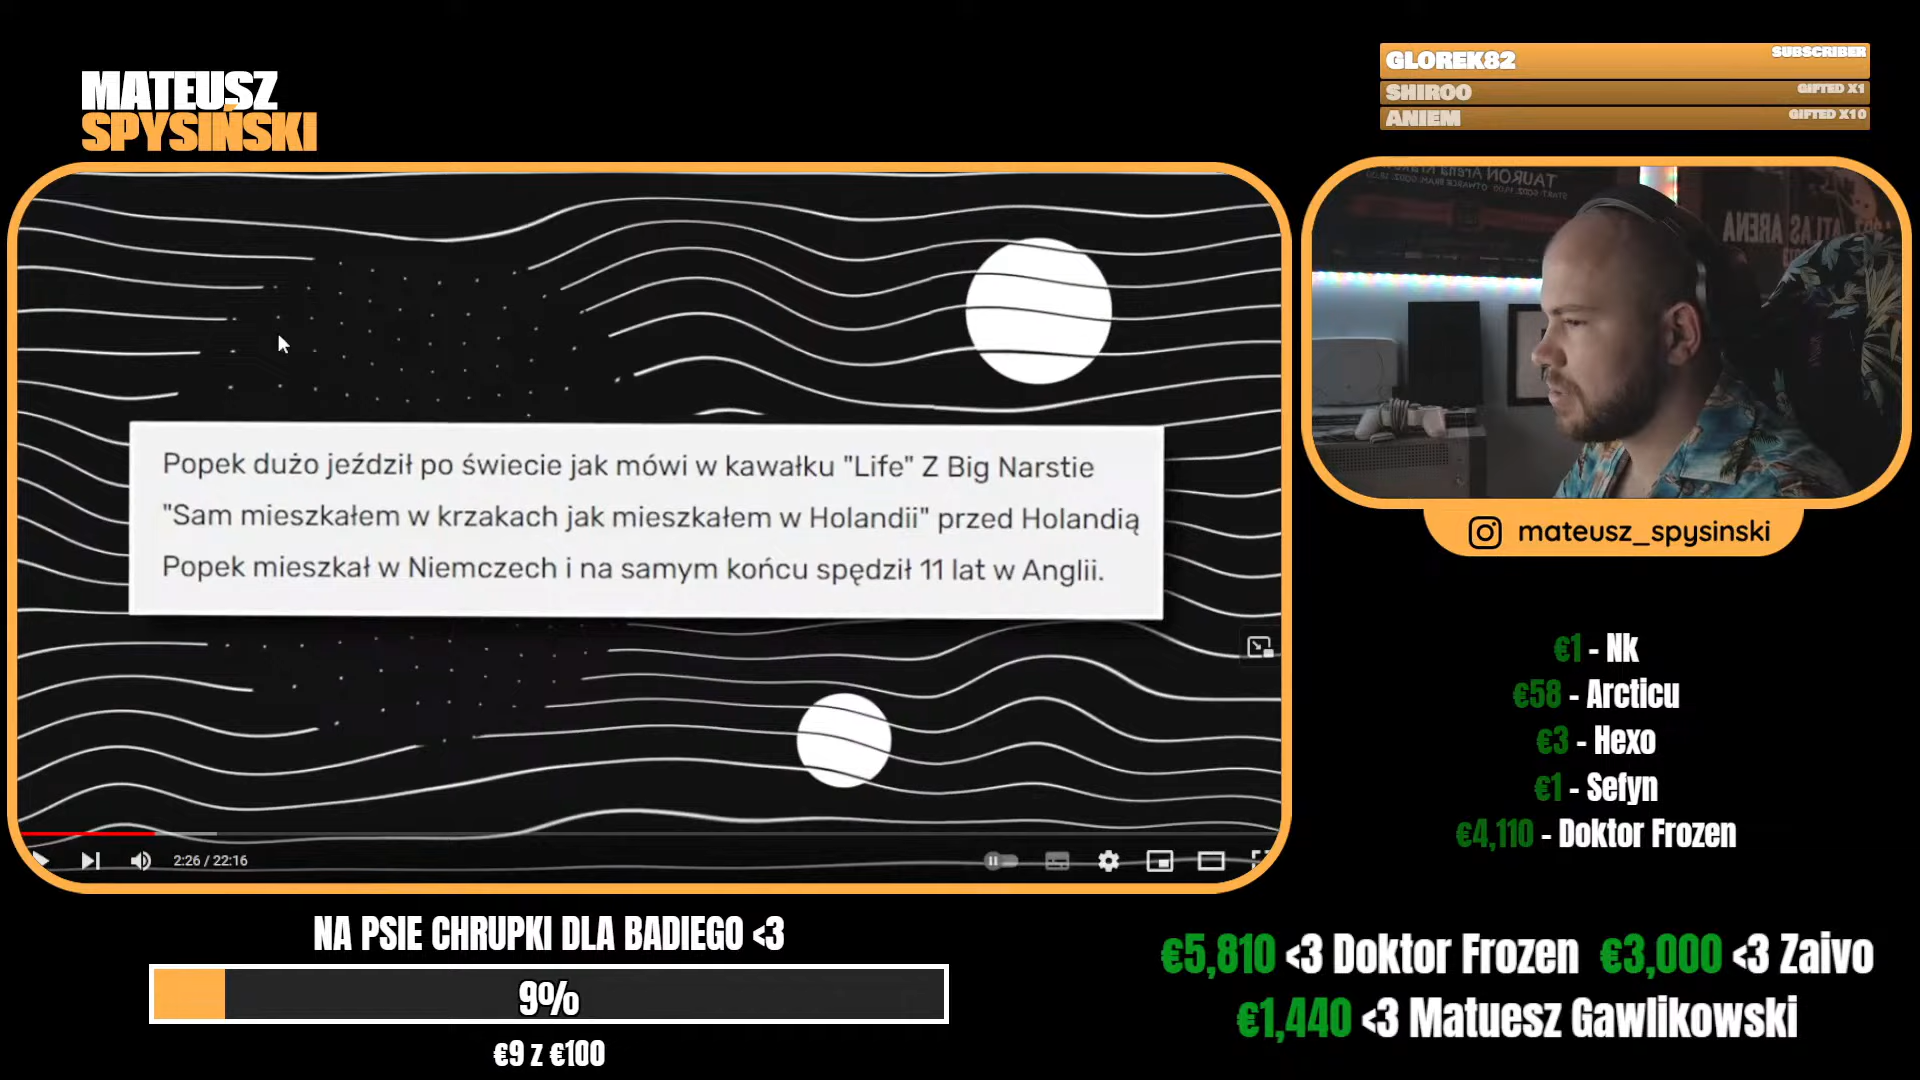 MATEUSZ
SPYSIŃSKI
GLOREK82 SUBSCRIBER
SHIROO GIFTED X1
ANIEM GIFTED X10
TAURON Arena
ATLAS ARENA
Popek dużo jeździł po świecie jak mówi w kawałku "Life" Z Big Narstie
"Sam mieszkałem w krzakach jak mieszkałem w Holandii" przed Holandią
Popek mieszkał w Niemczech i na samym końcu spędził 11 lat w Anglii.
mateusz_spysinski
€1 - Nk
€58 - Arcticu
€3 - Hexo
€1 - Sefyn
€4,110 - Doktor Frozen
2:26 / 22:16
NA PSIE CHRUPKI DLA BADIEGO <3
9%
€9 z €100
€5,810 <3 Doktor Frozen €3,000 <3 Zaivo
€1,440 <3 Matuesz Gawlikowski